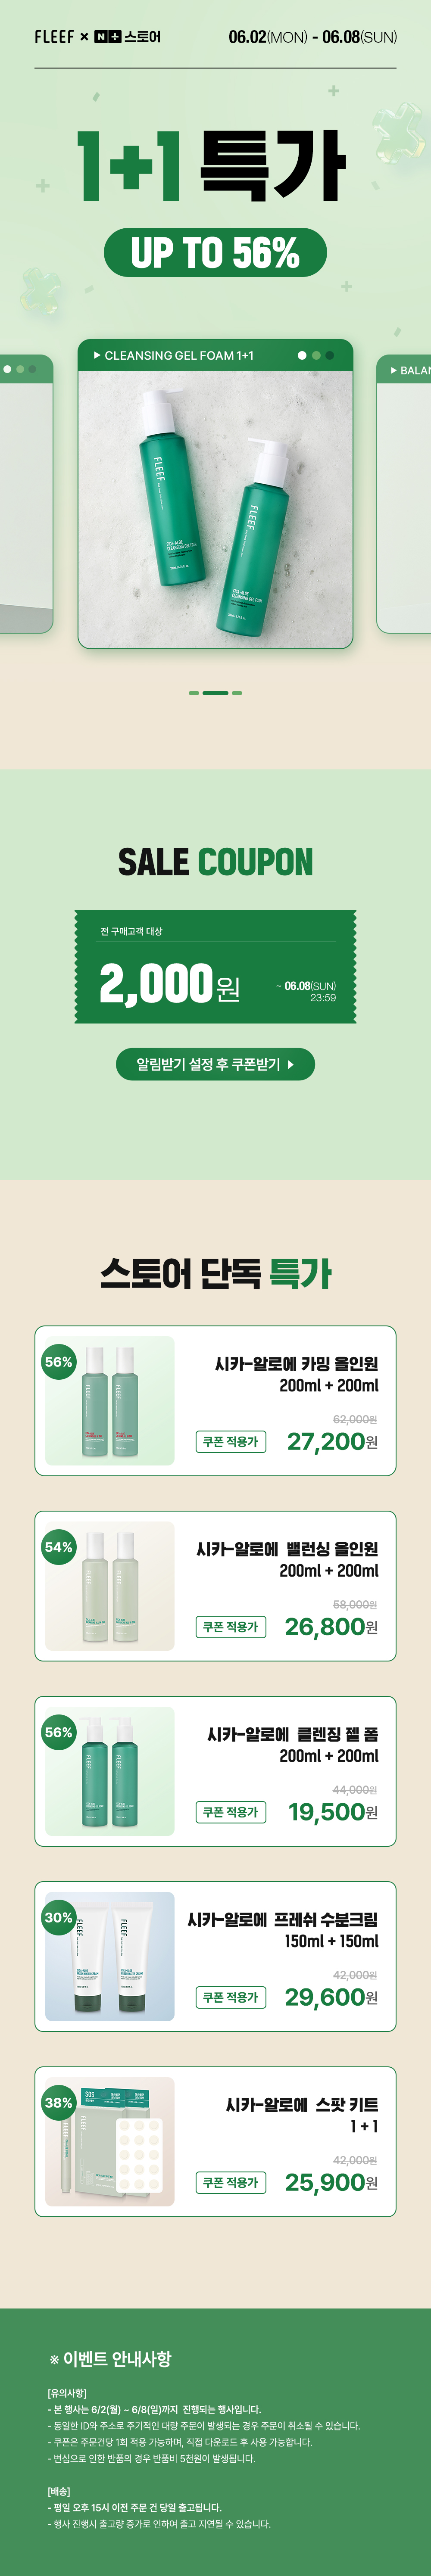 FLEEF × N+ 스토어
06.02(MON) - 06.08(SUN)
1+1 특가
UP TO 56%
CLEANSING GEL FOAM 1+1
BALAN
FLEEF
CICA-ALOE
CLEANSING GEL FOAM
FLEEF
CICA-ALOE
CLEANSING GEL FOAM
SALE COUPON
전 구매고객 대상
2,000원
~ 06.08(SUN)
23:59
알림받기 설정 후 쿠폰받기
스토어 단독 특가
56%
FLEEF
시카-알로에 카밍 올인원
200ml + 200ml
62,000원
쿠폰 적용가
27,200원
54%
FLEEF
시카-알로에 밸런싱 올인원
200ml + 200ml
58,000원
쿠폰 적용가
26,800원
56%
FLEEF
FLEEF
시카-알로에 클렌징 젤 폼
200ml + 200ml
44,000원
쿠폰 적용가
19,500원
30%
FLEEF
FLEEF
시카-알로에 프레쉬 수분크림
150ml + 150ml
42,000원
쿠폰 적용가
29,600원
38%
SOS
FLEEF
시카-알로에 스팟 키트
1 + 1
42,000원
쿠폰 적용가
25,900원
※ 이벤트 안내사항
[유의사항]
- 본 행사는 6/2(월) ~ 6/8(일)까지 진행되는 행사입니다.
- 동일한 ID와 주소로 주기적인 대량 주문이 발생되는 경우 주문이 취소될 수 있습니다.
- 쿠폰은 주문건당 1회 적용 가능하며, 직접 다운로드 후 사용 가능합니다.
- 변심으로 인한 반품의 경우 반품비 5천원이 발생됩니다.
[배송]
- 평일 오후 15시 이전 주문 건 당일 출고됩니다.
- 행사 진행시 출고량 증가로 인하여 출고 지연될 수 있습니다.